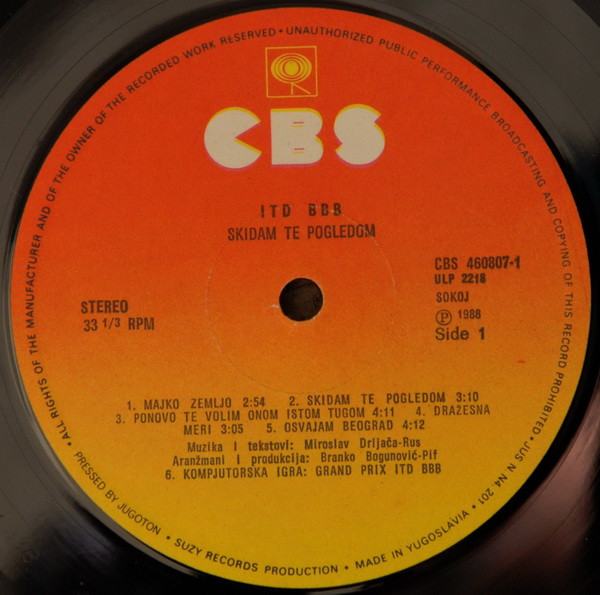 • ALL RIGHTS OF THE MANUFACTURER AND OF THE OWNER OF THE RECORDED WORK RESERVED • UNAUTHORIZED PUBLIC PERFORMANCE BROADCASTING AND COPYING OF THIS RECORD PROHIBITED • JUS N N4 201
CBS
ITD BBB
SKIDAM TE POGLEDOM
CBS 460807-1
ULP 2218
SOKOJ
Ⓟ 1988
Side 1
STEREO
33 1/3 RPM
1. MAJKO ZEMLJO 2:54 2. SKIDAM TE POGLEDOM 3:10
3. PONOVO TE VOLIM ONOM ISTOM TUGOM 4:11 4. DRAŽESNA
MERI 3:05 5. OSVAJAM BEOGRAD 4:12
Muzika i tekstovi: Miroslav Drljača-Rus
Aranžmani i produkcija: Branko Bogunović-Pif
6. KOMPJUTORSKA IGRA: GRAND PRIX ITD BBB
PRESSED BY JUGOTON • SUZY RECORDS PRODUCTION • MADE IN YUGOSLAVIA •